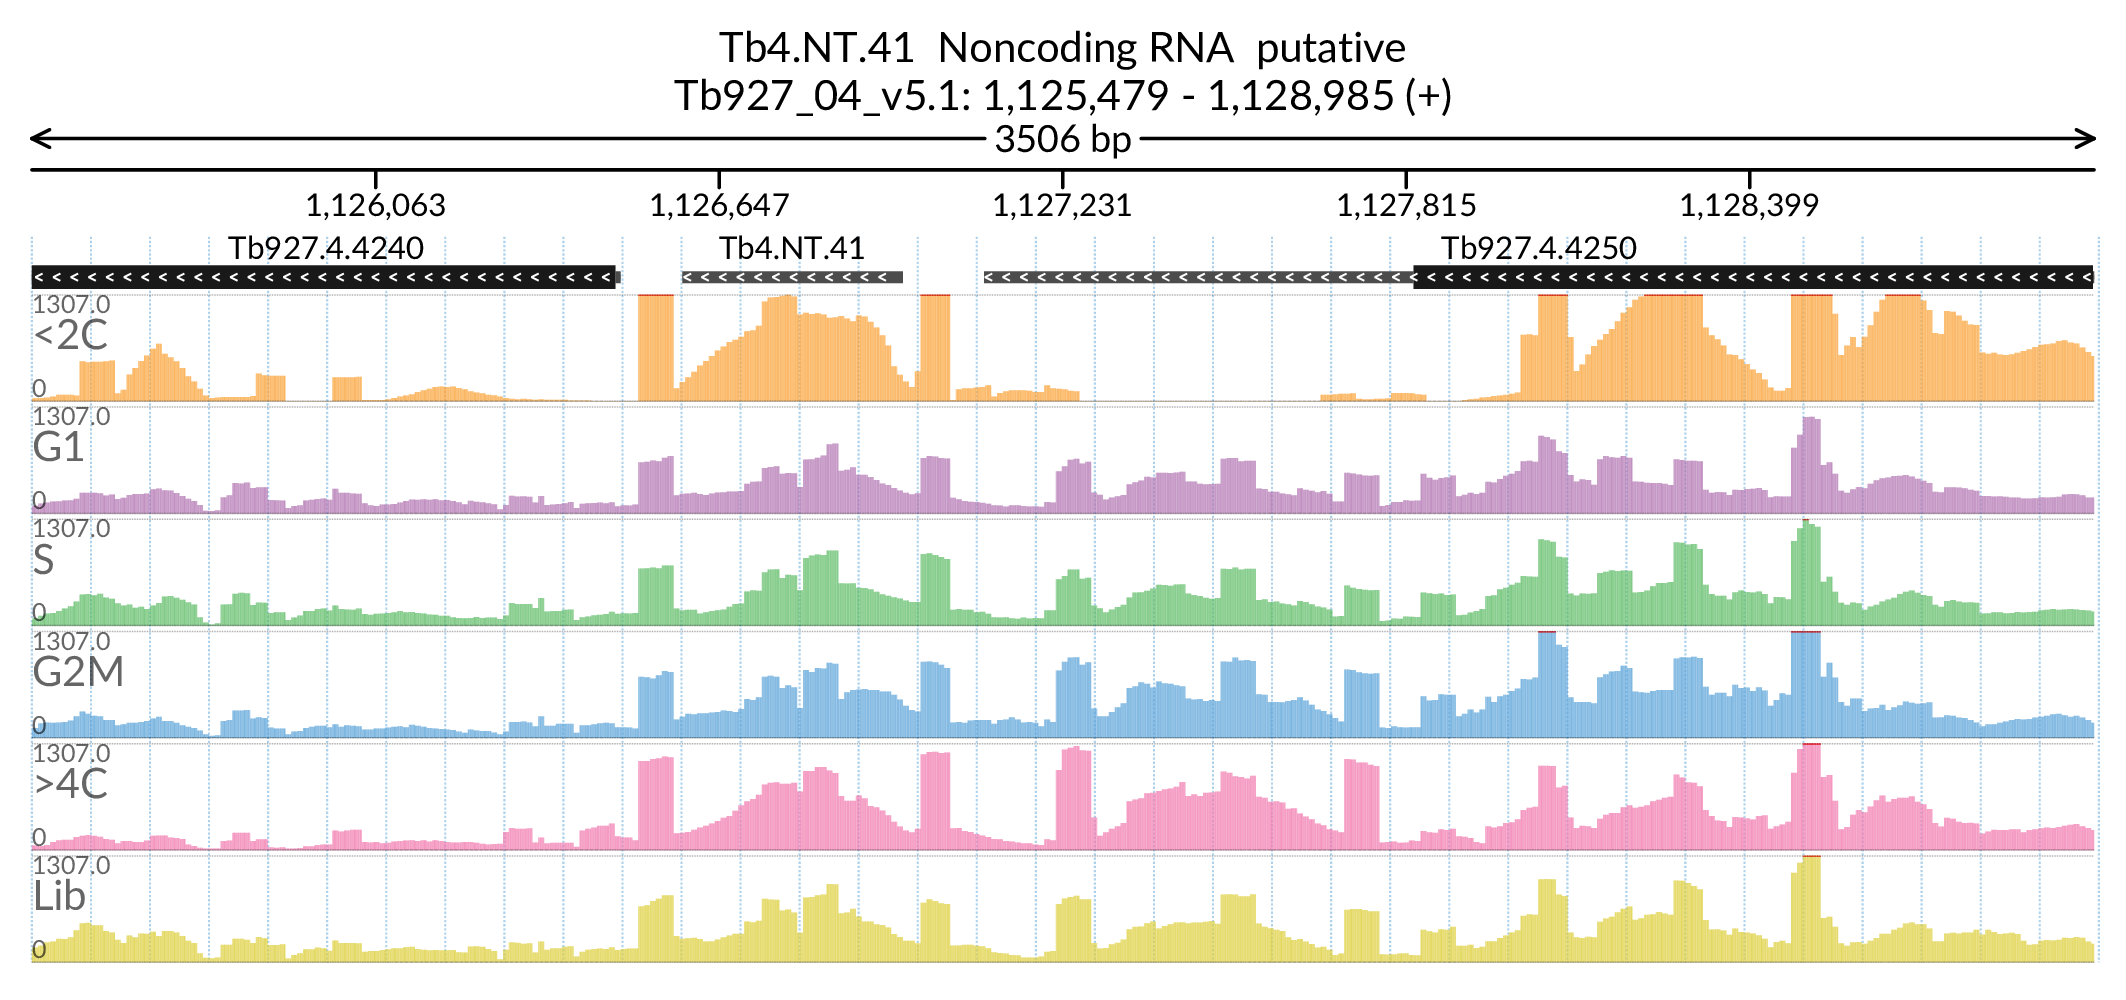 Tb4.NT.41 Noncoding RNA putative
Tb927_04_v5.1: 1,125,479 - 1,128,985 (+)
3506 bp
1,126,063 1,126,647 1,127,231 1,127,815 1,128,399
Tb927.4.4240 Tb4.NT.41 Tb927.4.4250
1307.0
<2C
0
1307.0
G1
0
1307.0
S
0
1307.0
G2M
0
1307.0
>4C
0
1307.0
Lib
0